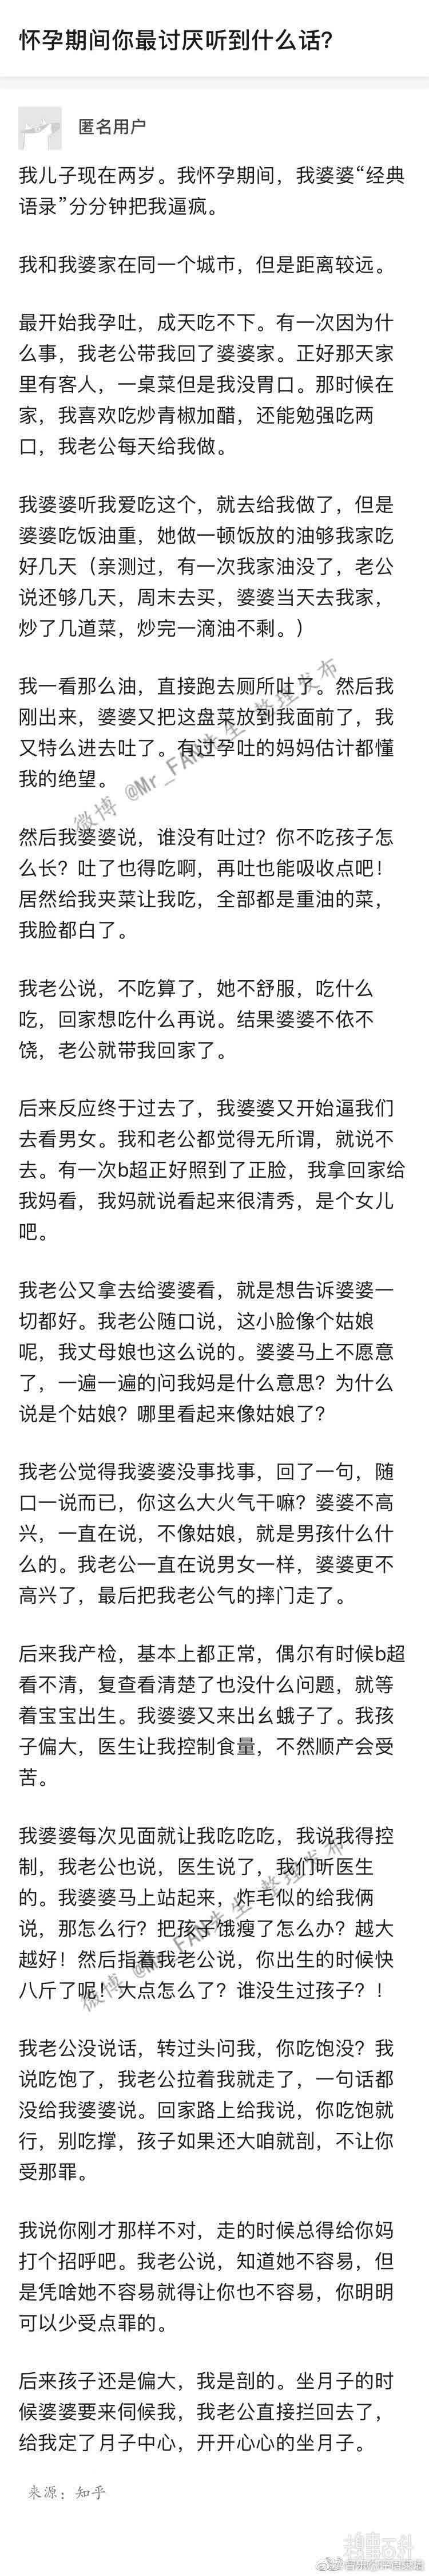 怀孕期间你最讨厌听到什么话?
匿名用户
我儿子现在两岁。我怀孕期间，我婆婆“经典
语录”分分钟把我逼疯。
我和我婆家在同一个城市，但是距离较远。
最开始我孕吐，成天吃不下。有一次因为什
么事，我老公带我回了婆婆家。正好那天家
里有客人，一桌菜但是我没胃口。那时候在
家，我喜欢吃炒青椒加醋，还能勉强吃两
口，我老公每天给我做。
我婆婆听我爱吃这个，就去给我做了，但是
婆婆吃饭油重，她做一顿饭放的油够我家吃
好几天（亲测过，有一次我家油没了，老公
说还够几天，周末去买，婆婆当天去我家，
炒了几道菜，炒完一滴油不剩。）
我一看那么油，直接跑去厕所吐了。然后我
刚出来，婆婆又把这盘菜放到我面前了，我
又特么进去吐了。有过孕吐的妈妈估计都懂
我的绝望。
微博 @Mr_FAN先生 整理发布
然后我婆婆说，谁没有吐过？你不吃孩子怎
么长？吐了也得吃啊，再吐也能吸收点吧！
居然给我夹菜让我吃，全部都是重油的菜，
我脸都白了。
我老公说，不吃算了，她不舒服，吃什么
吃，回家想吃什么再说。结果婆婆不依不
饶，老公就带我回家了。
后来反应终于过去了，我婆婆又开始逼我们
去看男女。我和老公都觉得无所谓，就说不
去。有一次b超正好照到了正脸，我拿回家给
我妈看，我妈就说看起来很清秀，是个女儿
吧。
我老公又拿去给婆婆看，就是想告诉婆婆一
切都好。我老公随口说，这小脸像个姑娘
呢，我丈母娘也这么说的。婆婆马上不愿意
了，一遍一遍的问我妈是什么意思？为什么
说是个姑娘？哪里看起来像姑娘了？
我老公觉得我婆婆没事找事，回了一句，随
口一说而已，你这么大火气干嘛？婆婆不高
兴，一直在说，不像姑娘，就是男孩什么什
么的。我老公一直在说男女一样，婆婆更不
高兴了，最后把我老公气的摔门走了。
后来我产检，基本上都正常，偶尔有时候b超
看不清，复查看清楚了也没什么问题，就等
着宝宝出生。我婆婆又来出幺蛾子了。我孩
子偏大，医生让我控制食量，不然顺产会受
苦。
我婆婆每次见面就让我吃吃吃，我说我得控
制，我老公也说，医生说了，我们听医生
的。我婆婆马上站起来，炸毛似的给我俩
说，那怎么行？把孩子饿瘦了怎么办？越大
越好！然后指着我老公说，你出生的时候快
八斤了呢！大点怎么了？谁没生过孩子？！
微博 @Mr_FAN先生 整理发布
我老公没说话，转过头问我，你吃饱没？我
说吃饱了，我老公拉着我就走了，一句话都
没给我婆婆说。回家路上给我说，你吃饱就
行，别吃撑，孩子如果还大咱就剖，不让你
受那罪。
我说你刚才那样不对，走的时候总得给你妈
打个招呼吧。我老公说，知道她不容易，但
是凭啥她不容易就得让你也不容易，你明明
可以少受点罪的。
后来孩子还是偏大，我是剖的。坐月子的时
候婆婆要来伺候我，我老公直接拦回去了，
给我定了月子中心，开开心心的坐月子。
来源：知乎